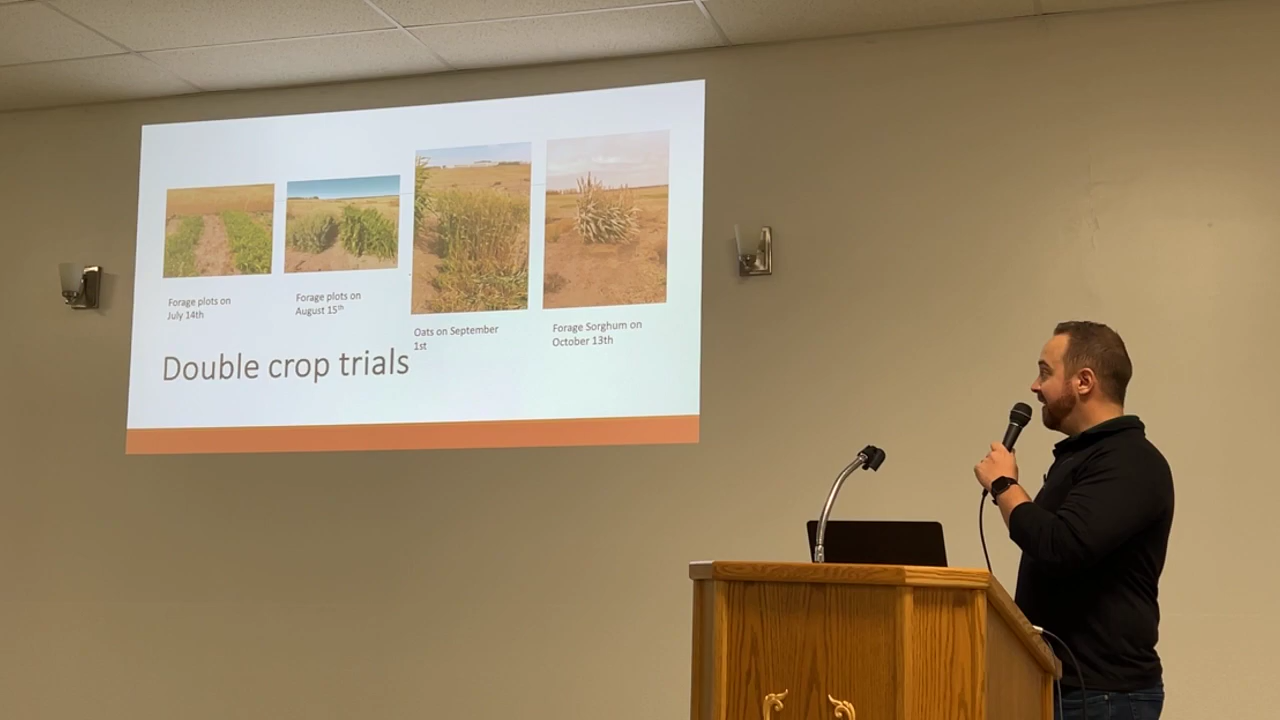 Forage plots on
July 14th
Forage plots on
August 15th
Oats on September
1st
Forage Sorghum on
October 13th
Double crop trials